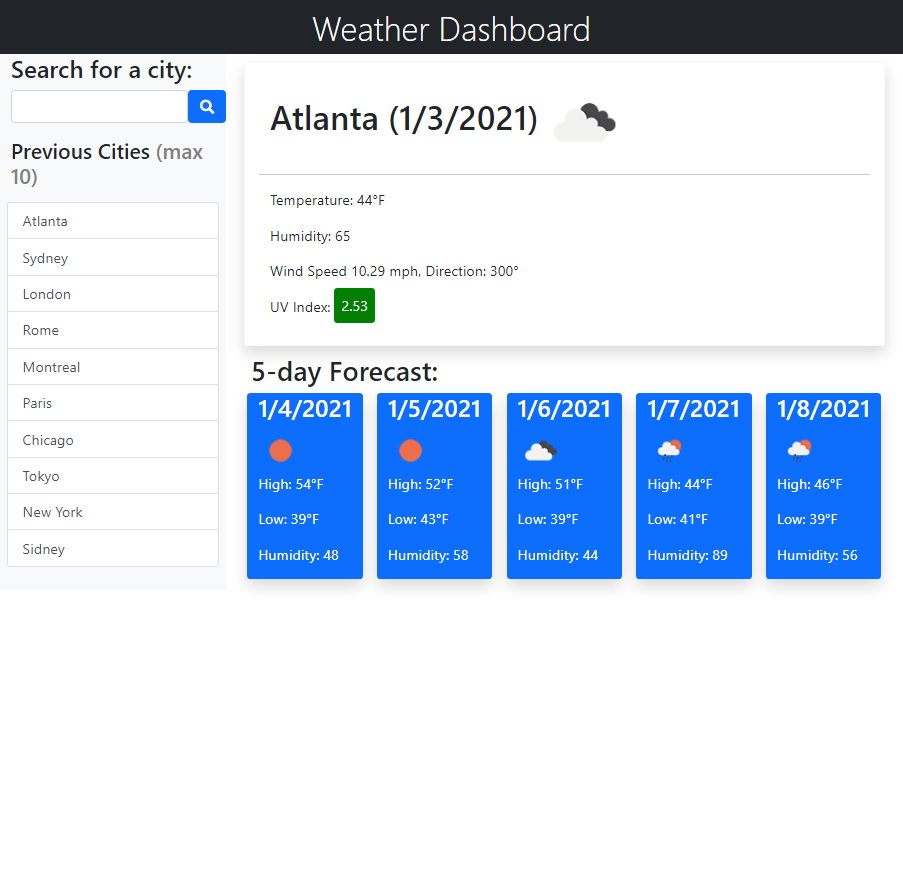 Weather Dashboard
Search for a city:
Previous Cities (max
10)
Atlanta
Sydney
London
Rome
Montreal
Paris
Chicago
Tokyo
New York
Sidney
Atlanta (1/3/2021)
Temperature: 44°F
Humidity: 65
Wind Speed 10.29 mph, Direction: 300°
UV Index: 2.53
5-day Forecast:
1/4/2021
High: 54°F
Low: 39°F
Humidity: 48
1/5/2021
High: 52°F
Low: 43°F
Humidity: 58
1/6/2021
High: 51°F
Low: 39°F
Humidity: 44
1/7/2021
High: 44°F
Low: 41°F
Humidity: 89
1/8/2021
High: 46°F
Low: 39°F
Humidity: 56